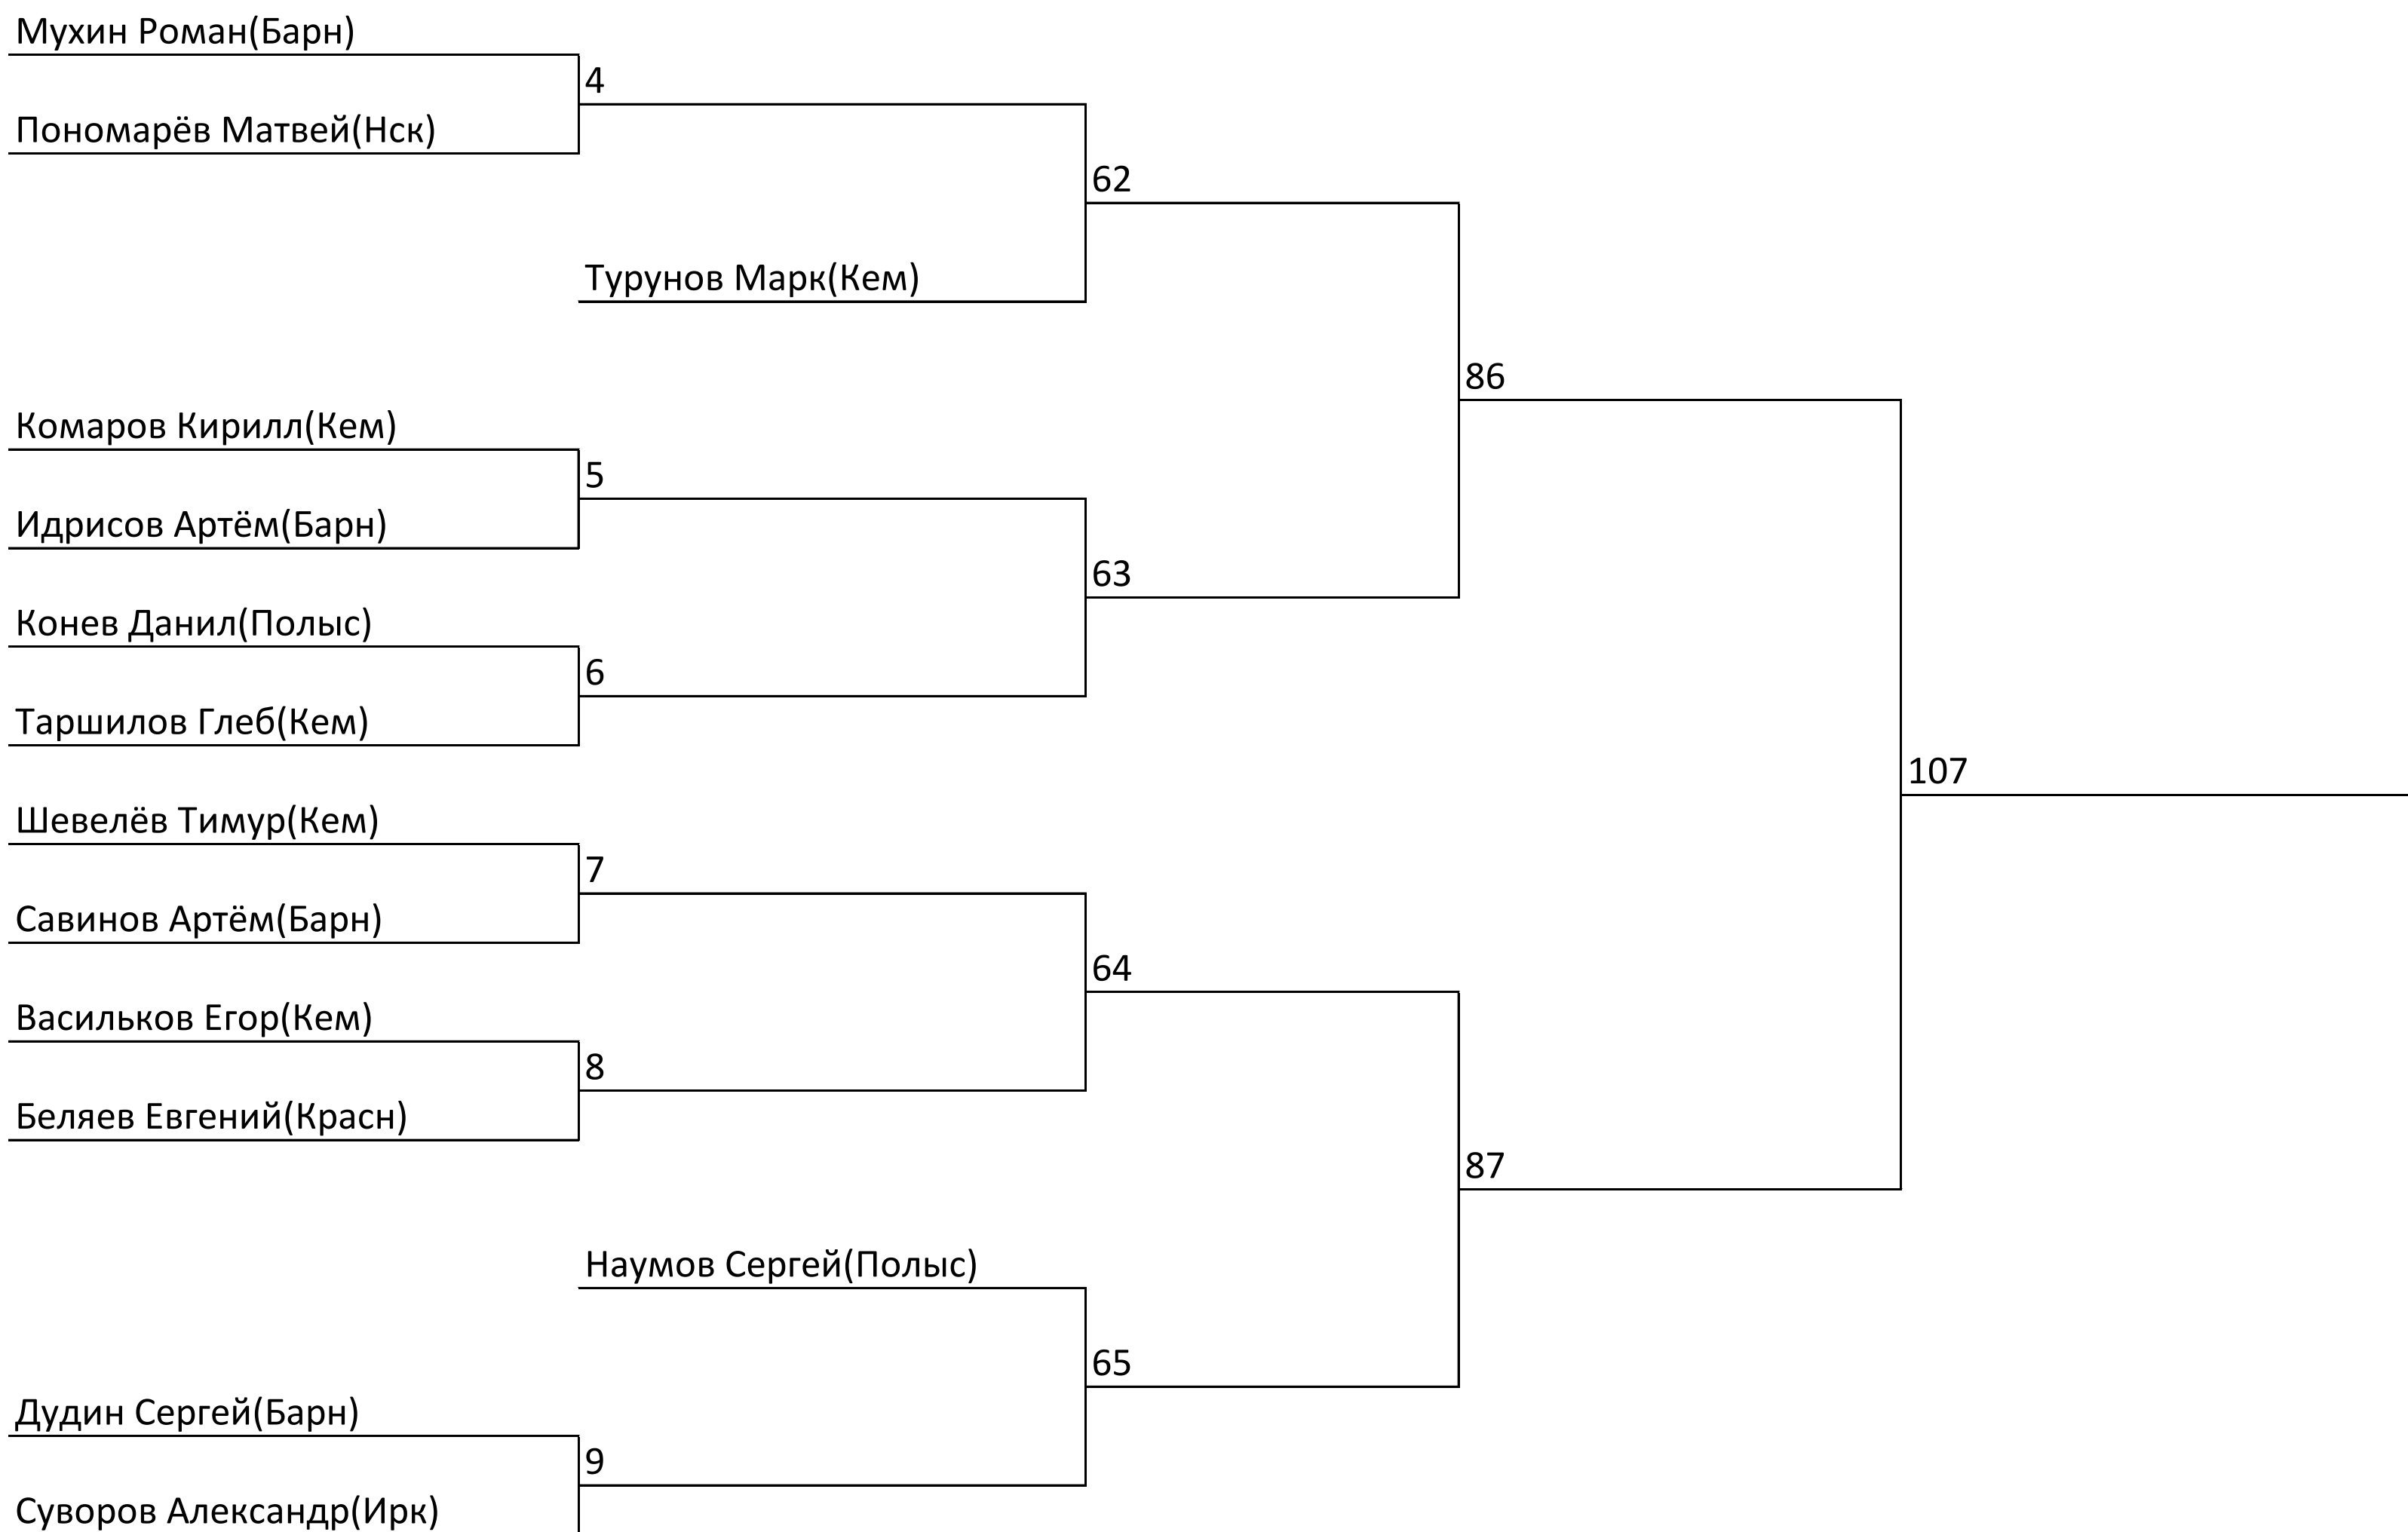 Мухин Роман(Барн)
4
Пономарёв Матвей(Нск)
62
Турунов Марк(Кем)
86
Комаров Кирилл(Кем)
5
Идрисов Артём(Барн)
63
Конев Данил(Полыс)
6
Таршилов Глеб(Кем)
107
Шевелёв Тимур(Кем)
7
Савинов Артём(Барн)
64
Васильков Егор(Кем)
8
Беляев Евгений(Красн)
87
Наумов Сергей(Полыс)
65
Дудин Сергей(Барн)
9
Суворов Александр(Ирк)